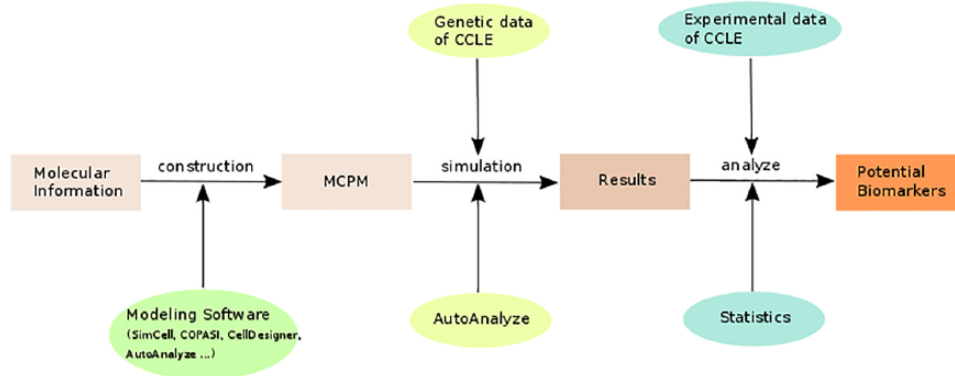 Genetic data
of CCLE
Experimental data
of CCLE
Molecular
Information
construction
MCPM
simulation
Results
analyze
Potential
Biomarkers
Modeling Software
(SimCell, COPASI, CellDesigner,
AutoAnalyze ...)
AutoAnalyze
Statistics